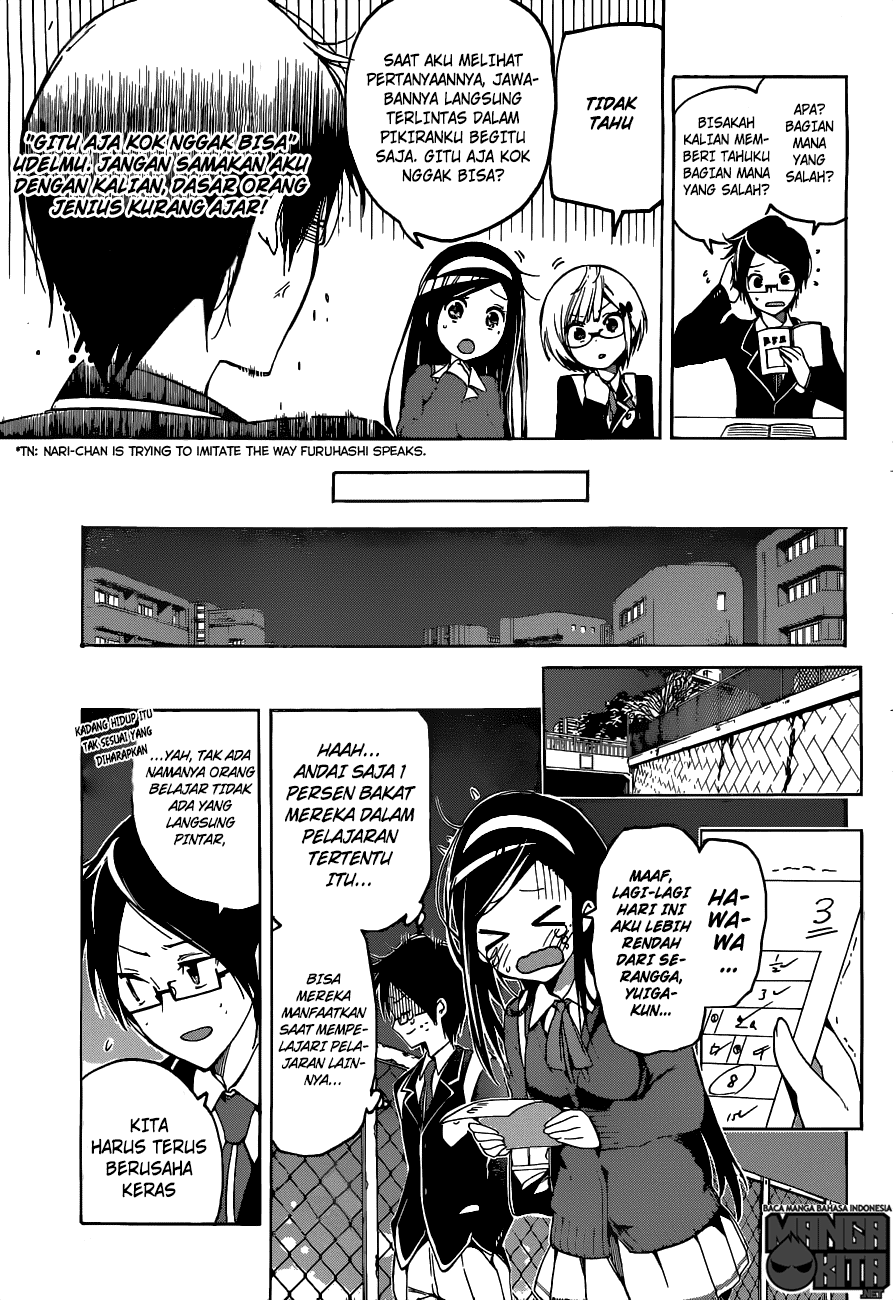 APA?
BAGIAN
MANA
YANG
SALAH?
BISAKAH
KALIAN MEM-
BERI TAHUKU
BAGIAN MANA
YANG SALAH?
TIDAK
TAHU
SAAT AKU MELIHAT
PERTANYAANNYA, JAWA-
BANNYA LANGSUNG
TERLINTAS DALAM
PIKIRANKU BEGITU
SAJA. GITU AJA KOK
NGGAK BISA?
"GITU AJA KOK NGGAK BISA"
UDELMU. JANGAN SAMAKAN AKU
DENGAN KALIAN, DASAR ORANG
JENIUS KURANG AJAR!
*TN: NARI-CHAN IS TRYING TO IMITATE THE WAY FURUHASHI SPEAKS.
3
3
8
HA-
WA-
WA
...
MAAF,
LAGI-LAGI
HARI INI
AKU LEBIH
RENDAH
DARI SE-
RANGGA,
YUIGA-
KUN...
HAAH...
ANDAI SAJA 1
PERSEN BAKAT
MEREKA DALAM
PELAJARAN
TERTENTU
ITU...
BISA
MEREKA
MANFAATKAN
SAAT MEMPE-
LAJARI PELA-
JARAN LAIN-
NYA...
KADANG HIDUP ITU
TAK SESUAI YANG
DIHARAPKAN
...YAH, TAK ADA
NAMANYA ORANG
BELAJAR TIDAK
ADA YANG
LANGSUNG
PINTAR,
KITA
HARUS TERUS
BERUSAHA
KERAS
BACA MANGA BAHASA INDONESIA
MANGA
KITA
.NET